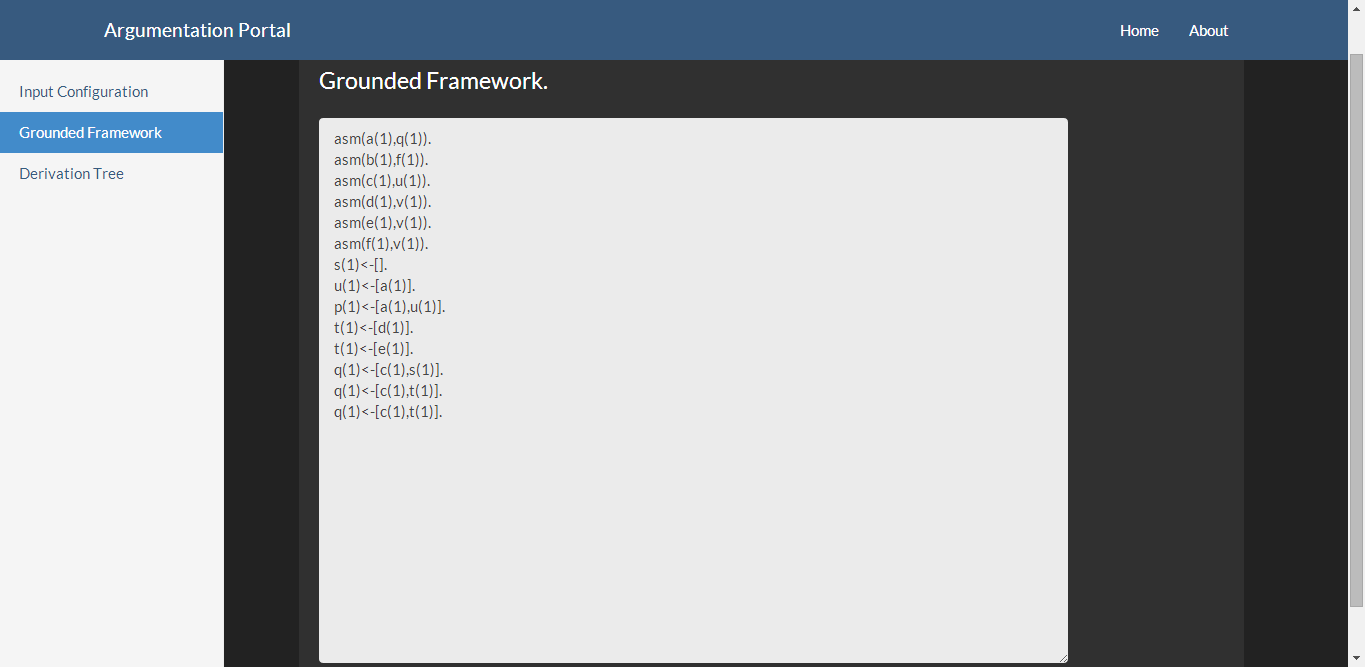 Argumentation Portal
Home
About
Input Configuration
Grounded Framework
Derivation Tree
Grounded Framework.
asm(a(1),q(1)).
asm(b(1),f(1)).
asm(c(1),u(1)).
asm(d(1),v(1)).
asm(e(1),v(1)).
asm(f(1),v(1)).
s(1)<-[].
u(1)<-[a(1)].
p(1)<-[a(1),u(1)].
t(1)<-[d(1)].
t(1)<-[e(1)].
q(1)<-[c(1),s(1)].
q(1)<-[c(1),t(1)].
q(1)<-[c(1),t(1)].